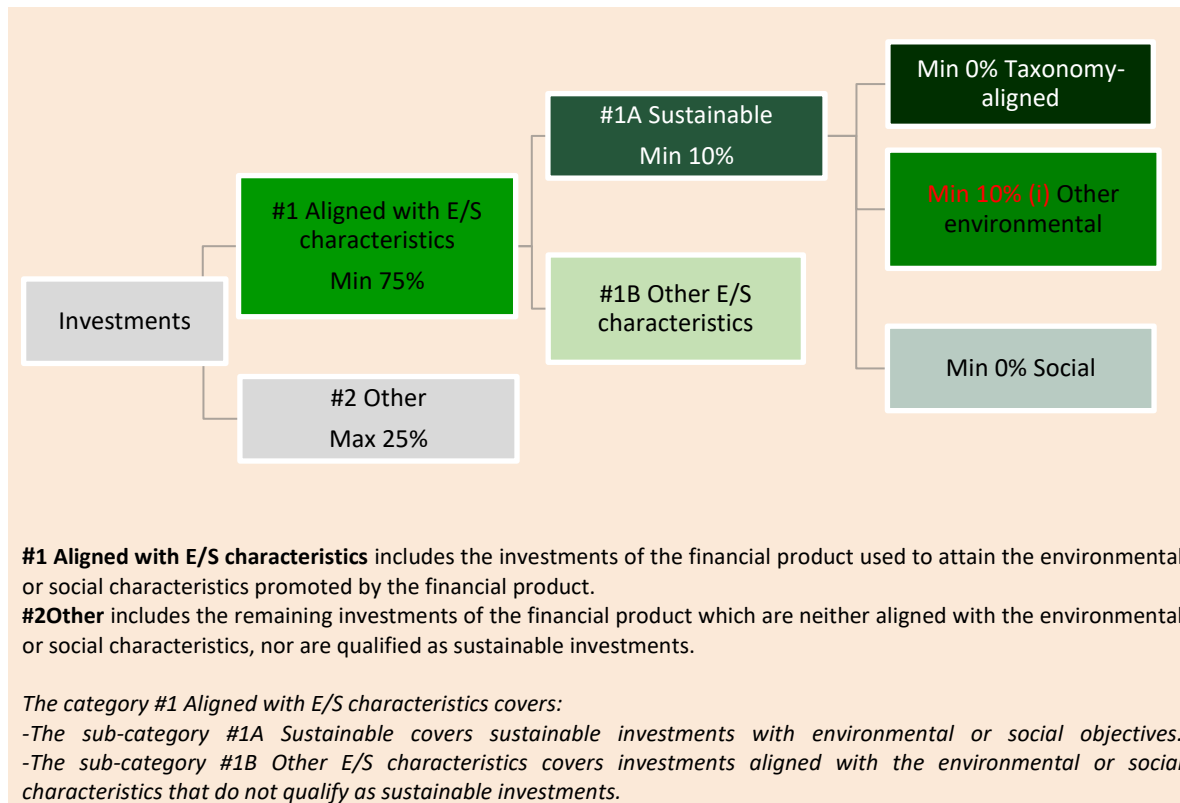 Investments
#1 Aligned with E/S
characteristics
Min 75%
#2 Other
Max 25%
#1A Sustainable
Min 10%
#1B Other E/S
characteristics
Min 0% Taxonomy-
aligned
Min 10% (i) Other
environmental
Min 0% Social
#1 Aligned with E/S characteristics includes the investments of the financial product used to attain the environmental
or social characteristics promoted by the financial product.
#2Other includes the remaining investments of the financial product which are neither aligned with the environmental
or social characteristics, nor are qualified as sustainable investments.
The category #1 Aligned with E/S characteristics covers:
-The sub-category #1A Sustainable covers sustainable investments with environmental or social objectives.
-The sub-category #1B Other E/S characteristics covers investments aligned with the environmental or social
characteristics that do not qualify as sustainable investments.